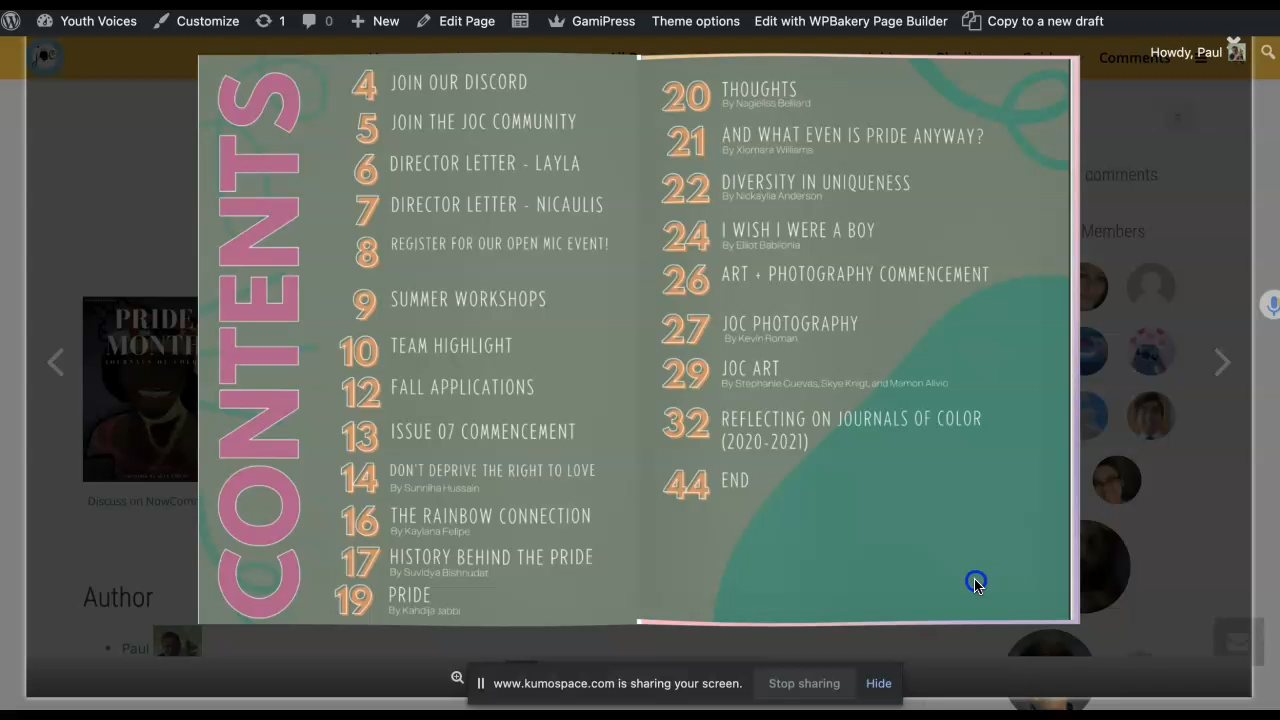 Youth Voices
Customize
1
0
New
Edit Page
GamiPress
Theme options
Edit with WPBakery Page Builder
Copy to a new draft
Howdy, Paul
Comments
CONTENTS
4 JOIN OUR DISCORD
5 JOIN THE JOC COMMUNITY
6 DIRECTOR LETTER - LAYLA
7 DIRECTOR LETTER - NICAULIS
8 REGISTER FOR OUR OPEN MIC EVENT!
9 SUMMER WORKSHOPS
10 TEAM HIGHLIGHT
12 FALL APPLICATIONS
13 ISSUE 07 COMMENCEMENT
14 DON'T DEPRIVE THE RIGHT TO LOVE
By Sunniha Hussain
16 THE RAINBOW CONNECTION
By Kaylana Felipe
17 HISTORY BEHIND THE PRIDE
By Suvidya Bishnudat
19 PRIDE
By Kahdija Jabbi
20 THOUGHTS
By Nagieliss Belliard
21 AND WHAT EVEN IS PRIDE ANYWAY?
By Xiomara Williams
22 DIVERSITY IN UNIQUENESS
By Nickaylia Anderson
24 I WISH I WERE A BOY
By Elliot Babilonia
26 ART + PHOTOGRAPHY COMMENCEMENT
27 JOC PHOTOGRAPHY
By Kevin Roman
29 JOC ART
By Stephanie Cuevas, Skye Knigt, and Mamon Alivio
32 REFLECTING ON JOURNALS OF COLOR
(2020-2021)
44 END
comments
Members
PRIDE
MONTH
Discuss on NowComm
Author
Paul
www.kumospace.com is sharing your screen.
Stop sharing
Hide